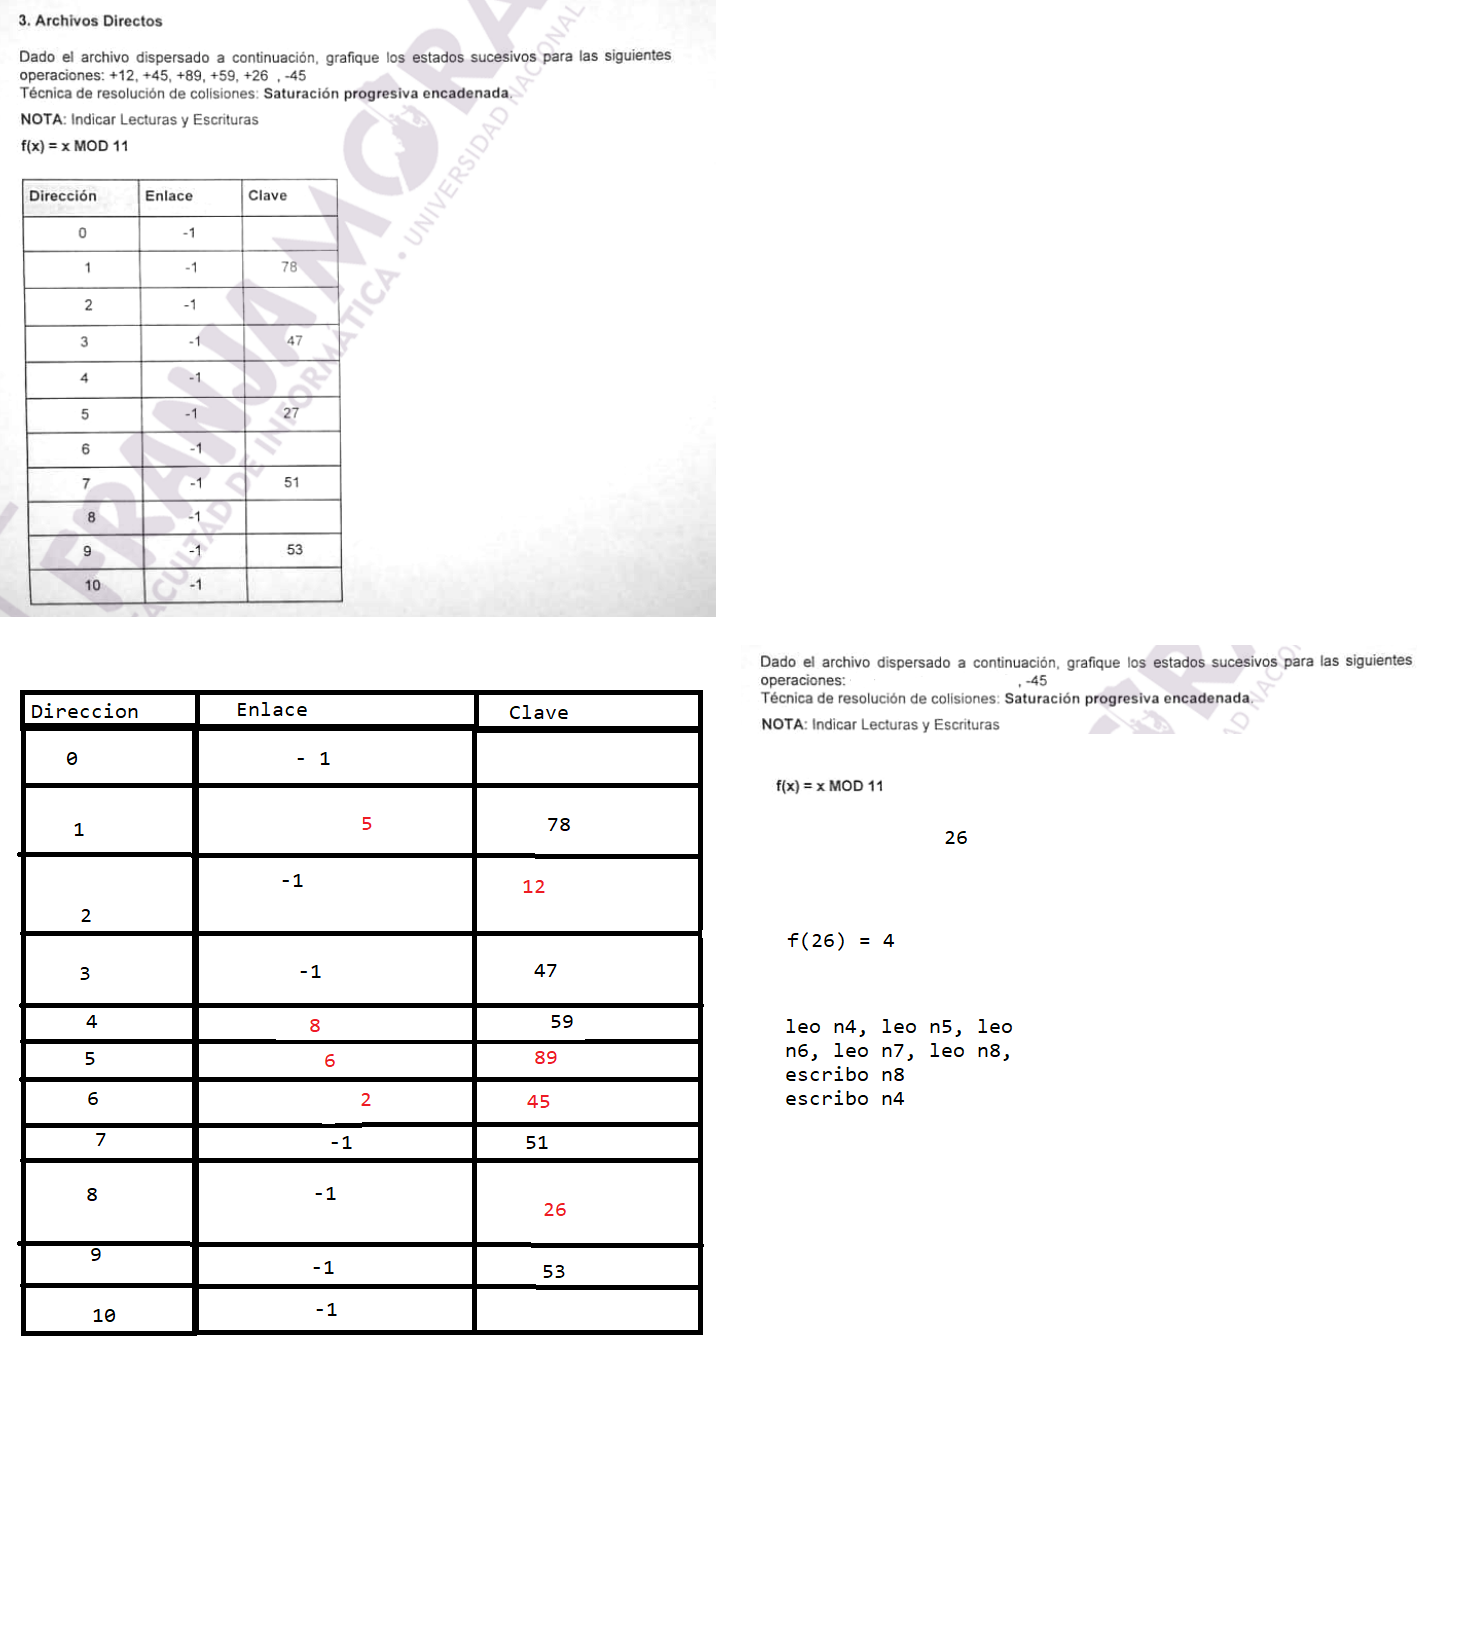 3. Archivos Directos
Dado el archivo dispersado a continuación, grafique los estados sucesivos para las siguientes
operaciones: +12, +45, +89, +59, +26 , -45
Técnica de resolución de colisiones: Saturación progresiva encadenada.
NOTA: Indicar Lecturas y Escrituras
f(x) = x MOD 11
Dirección Enlace Clave
0 -1
1 -1 78
2 -1
3 -1 47
4 -1
5 -1 27
6 -1
7 -1 51
8 -1
9 -1 53
10 -1
FRANJA MORA
FACULTAD DE INFORMÁTICA • UNIVERSIDAD NACIONAL
Direccion Enlace Clave
0 - 1
1 5 78
2 -1 12
3 -1 47
4 8 59
5 6 89
6 2 45
7 -1 51
8 -1 26
9 -1 53
10 -1
Dado el archivo dispersado a continuación, grafique los estados sucesivos para las siguientes
operaciones: , -45
Técnica de resolución de colisiones: Saturación progresiva encadenada.
NOTA: Indicar Lecturas y Escrituras
f(x) = x MOD 11
26
f(26) = 4
leo n4, leo n5, leo
n6, leo n7, leo n8,
escribo n8
escribo n4